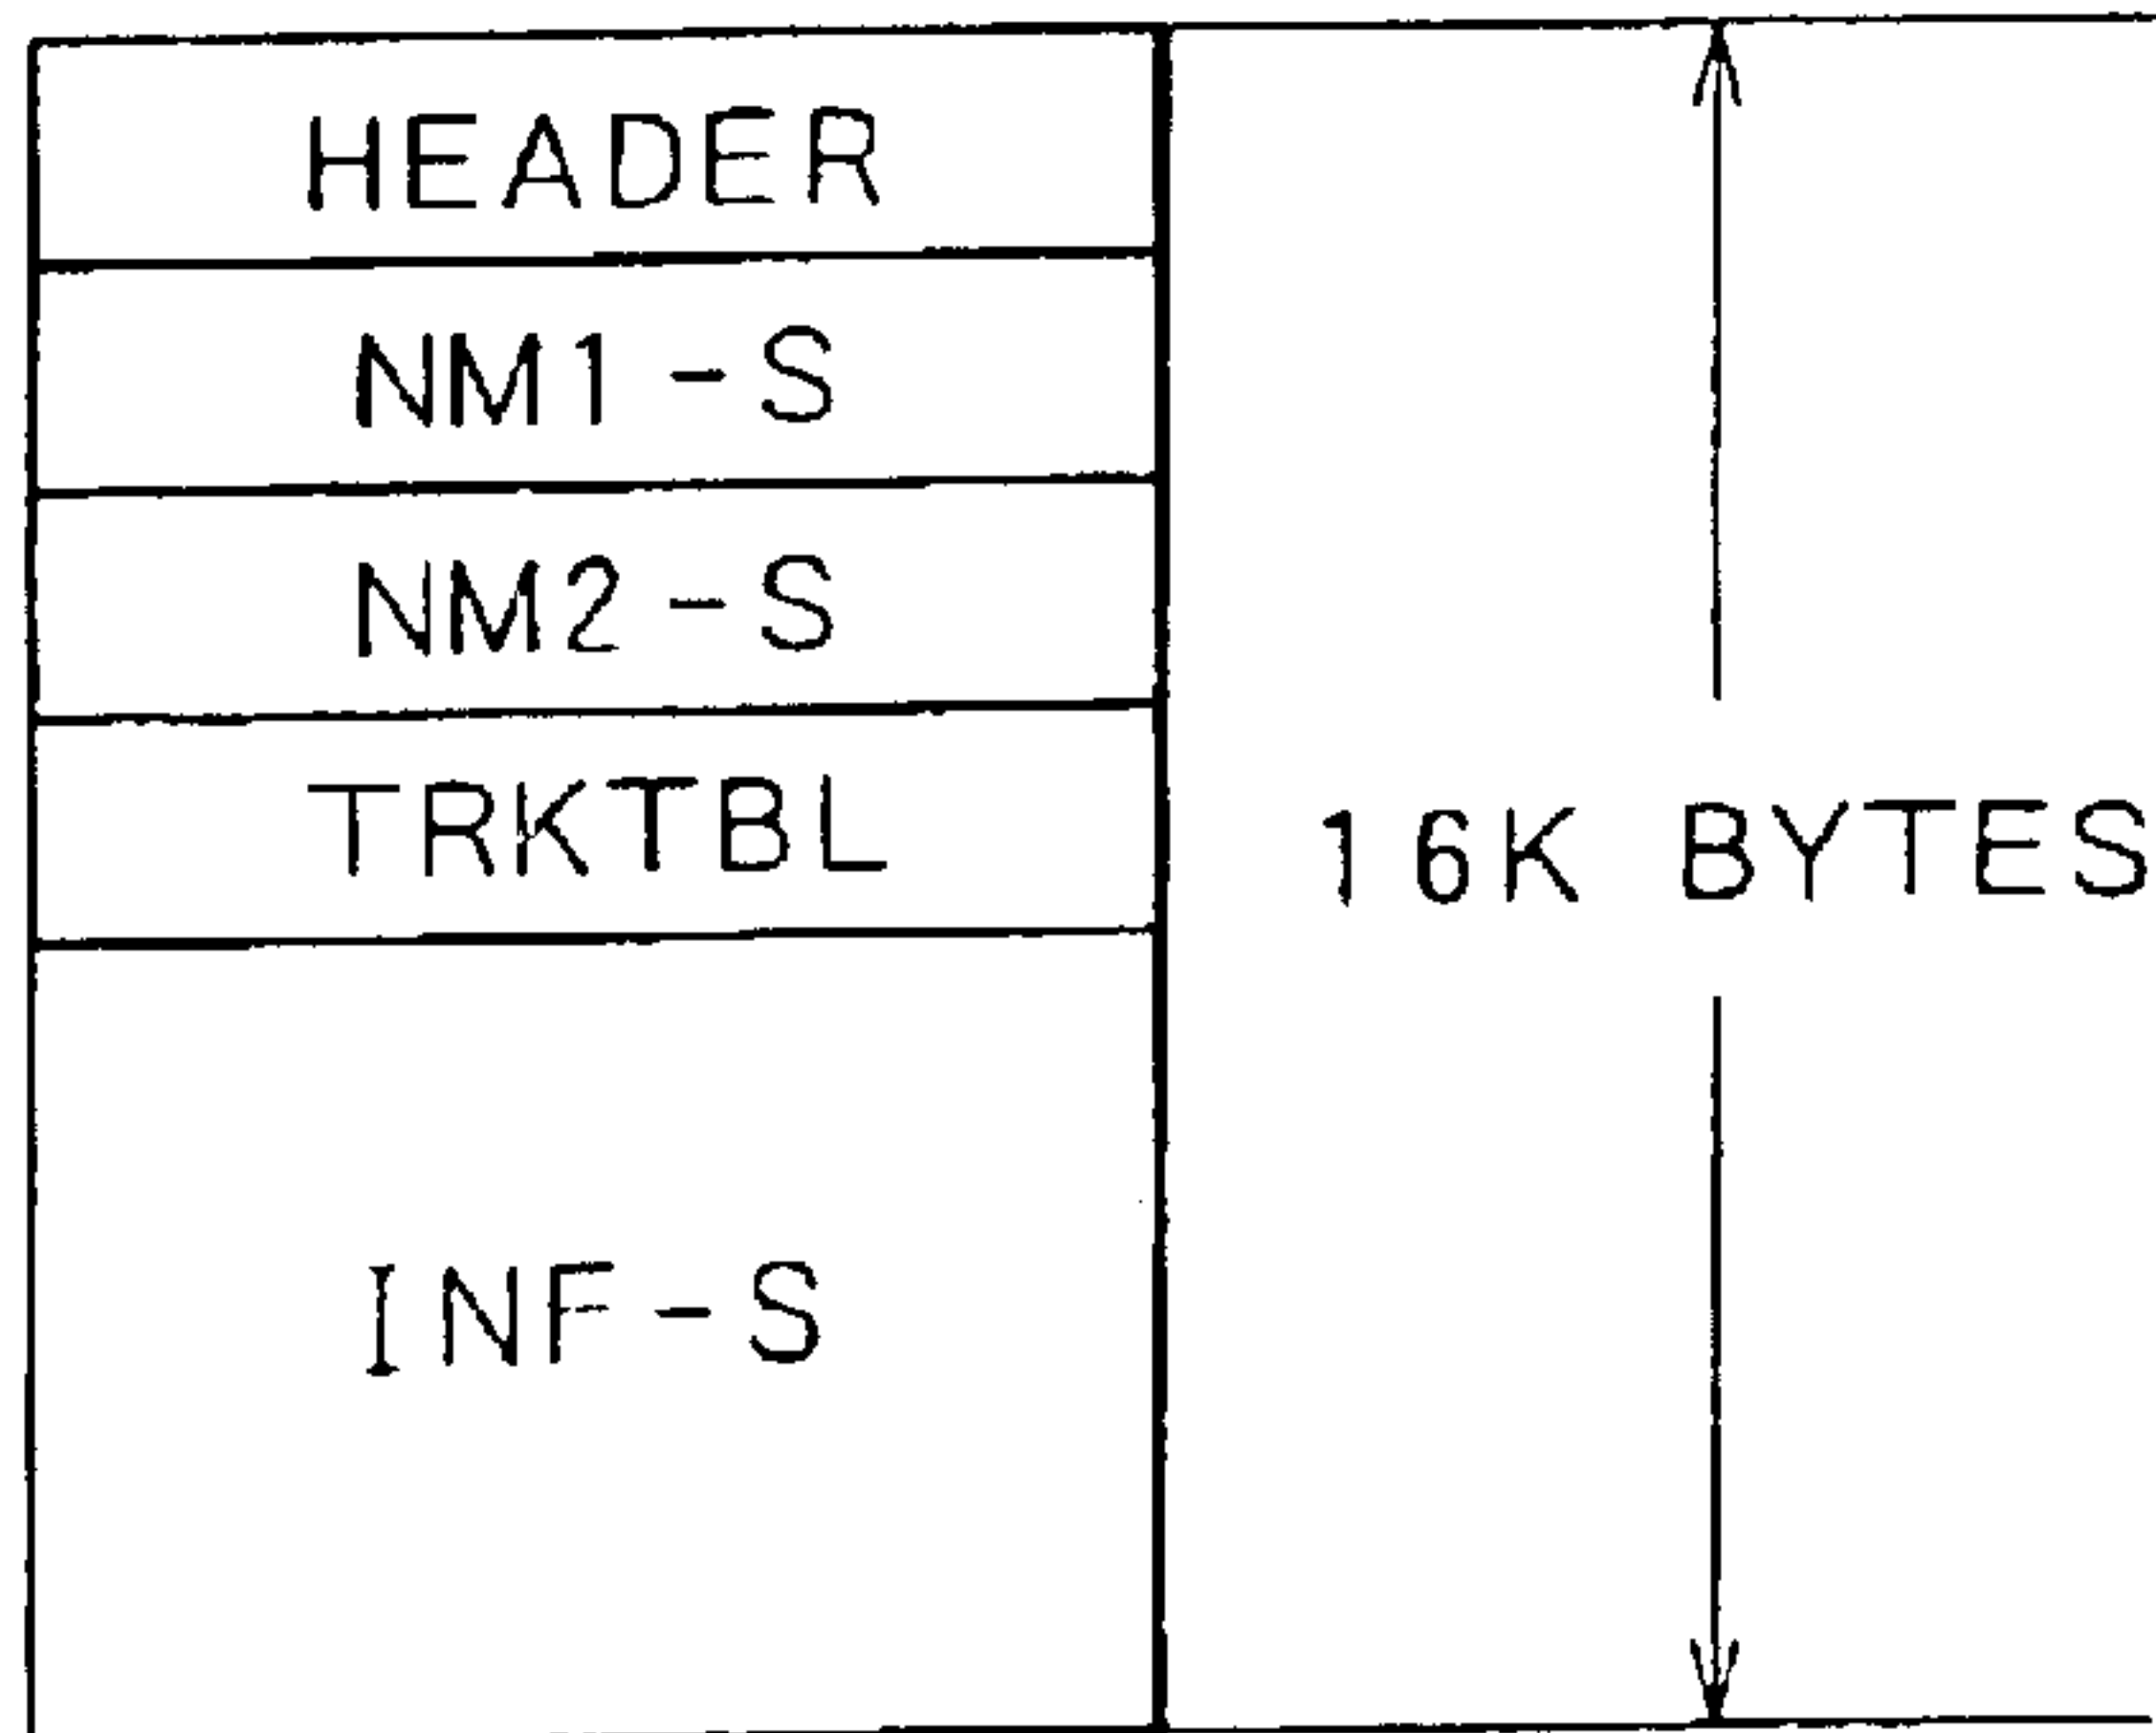 HEADER
NM1-S
NM2-S
TRKTBL
16K BYTES
INF-S